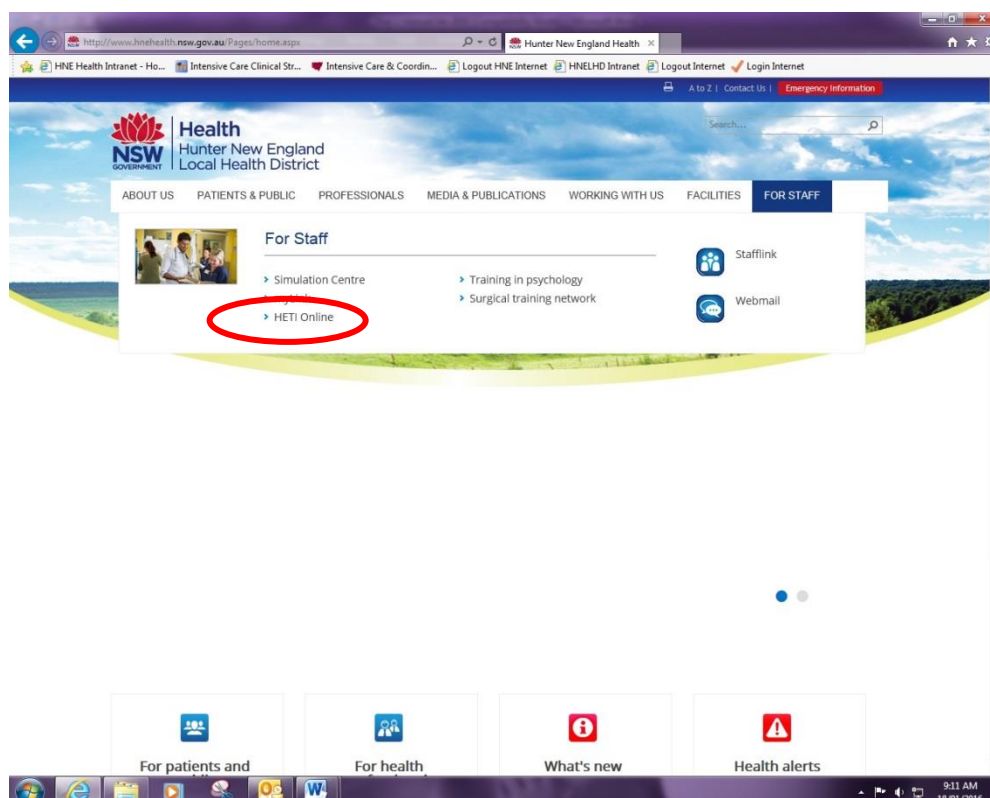 http://www.hnehealth.nsw.gov.au/Pages/home.aspx
Hunter New England Health
HNE Health Intranet - Ho...
Intensive Care Clinical Str...
Intensive Care & Coordin...
Logout HNE Internet
HNELHD Intranet
Logout Internet
Login Internet
A to Z | Contact Us | Emergency Information
NSW
GOVERNMENT
Health
Hunter New England
Local Health District
Search...
ABOUT US PATIENTS & PUBLIC PROFESSIONALS MEDIA & PUBLICATIONS WORKING WITH US FACILITIES FOR STAFF
For Staff
Simulation Centre
HETI Online
Training in psychology
Surgical training network
Stafflink
Webmail
For patients and
For health
What's new
Health alerts
9:11 AM